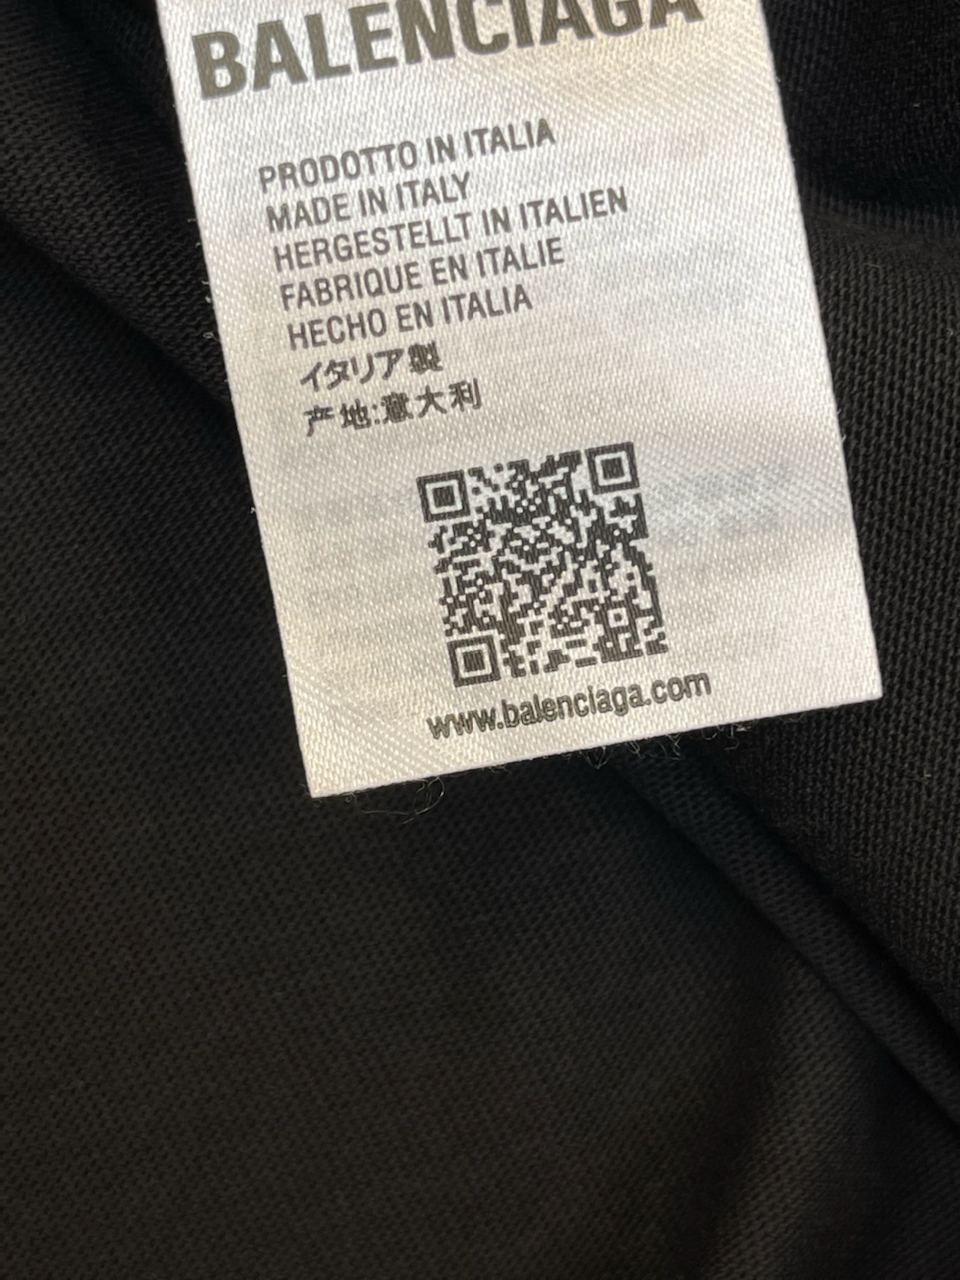 BALENCIAGA
PRODOTTO IN ITALIA
MADE IN ITALY
HERGESTELLT IN ITALIEN
FABRIQUE EN ITALIE
HECHO EN ITALIA
イタリア製
产地:意大利
www.balenciaga.com